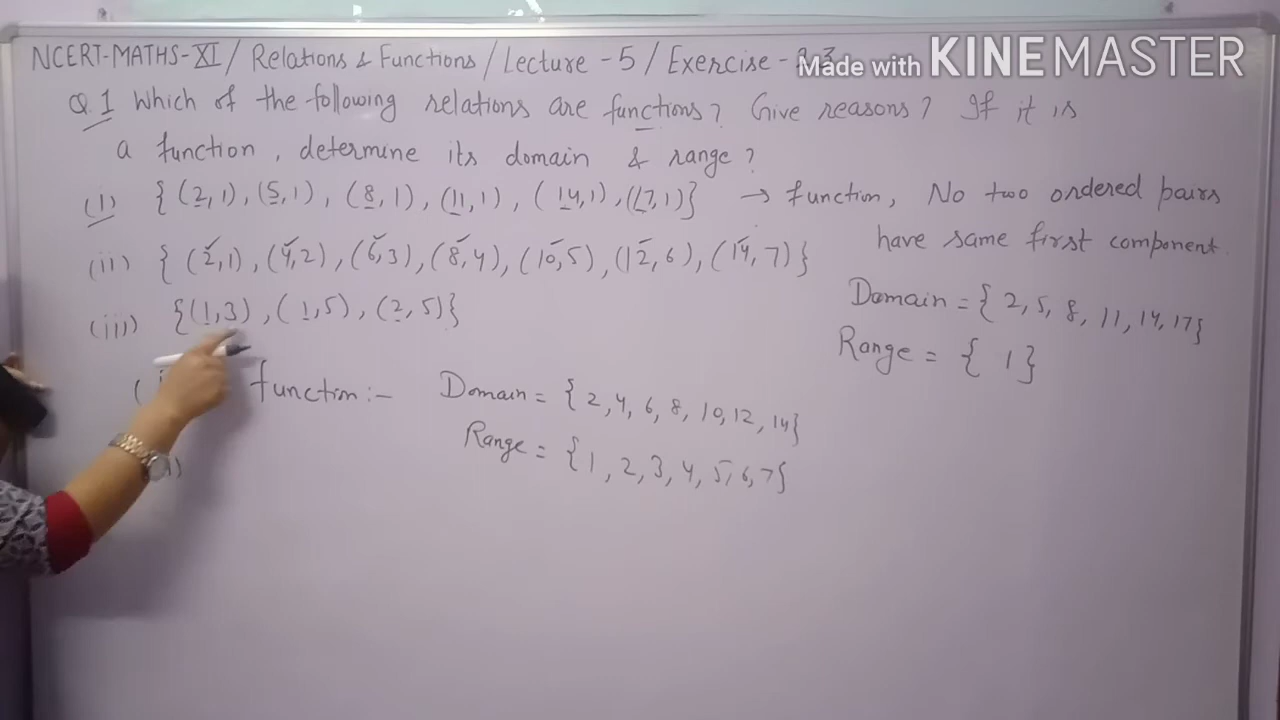 NCERT-MATHS-XI / Relations & Functions / Lecture - 5 / Exercise -
Made with KINEMASTER
Q.1 Which of the following relations are functions? Give reasons? If it is
a function, determine its domain & range?
(i) {(2,1), (5,1), (8,1), (11,1), (14,1), (17,1)} → function, No two ordered pairs
have same first component.
(ii) {(2,1), (4,2), (6,3), (8,4), (10,5), (12,6), (14,7)}
Domain = {2, 5, 8, 11, 14, 17}
(iii) {(1,3), (1,5), (2,5)}
Range = {1}
function :- Domain = {2, 4, 6, 8, 10, 12, 14}
Range = {1, 2, 3, 4, 5, 6, 7}